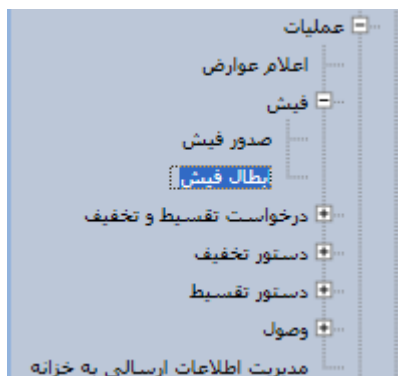 عملیات
اعلام عوارض
فیش
صدور فیش
بطال فیش
درخواست تقسیط و تخفیف
دستور تخفیف
دستور تقسیط
وصول
مدیریت اطلاعات ارسالی به خزانه